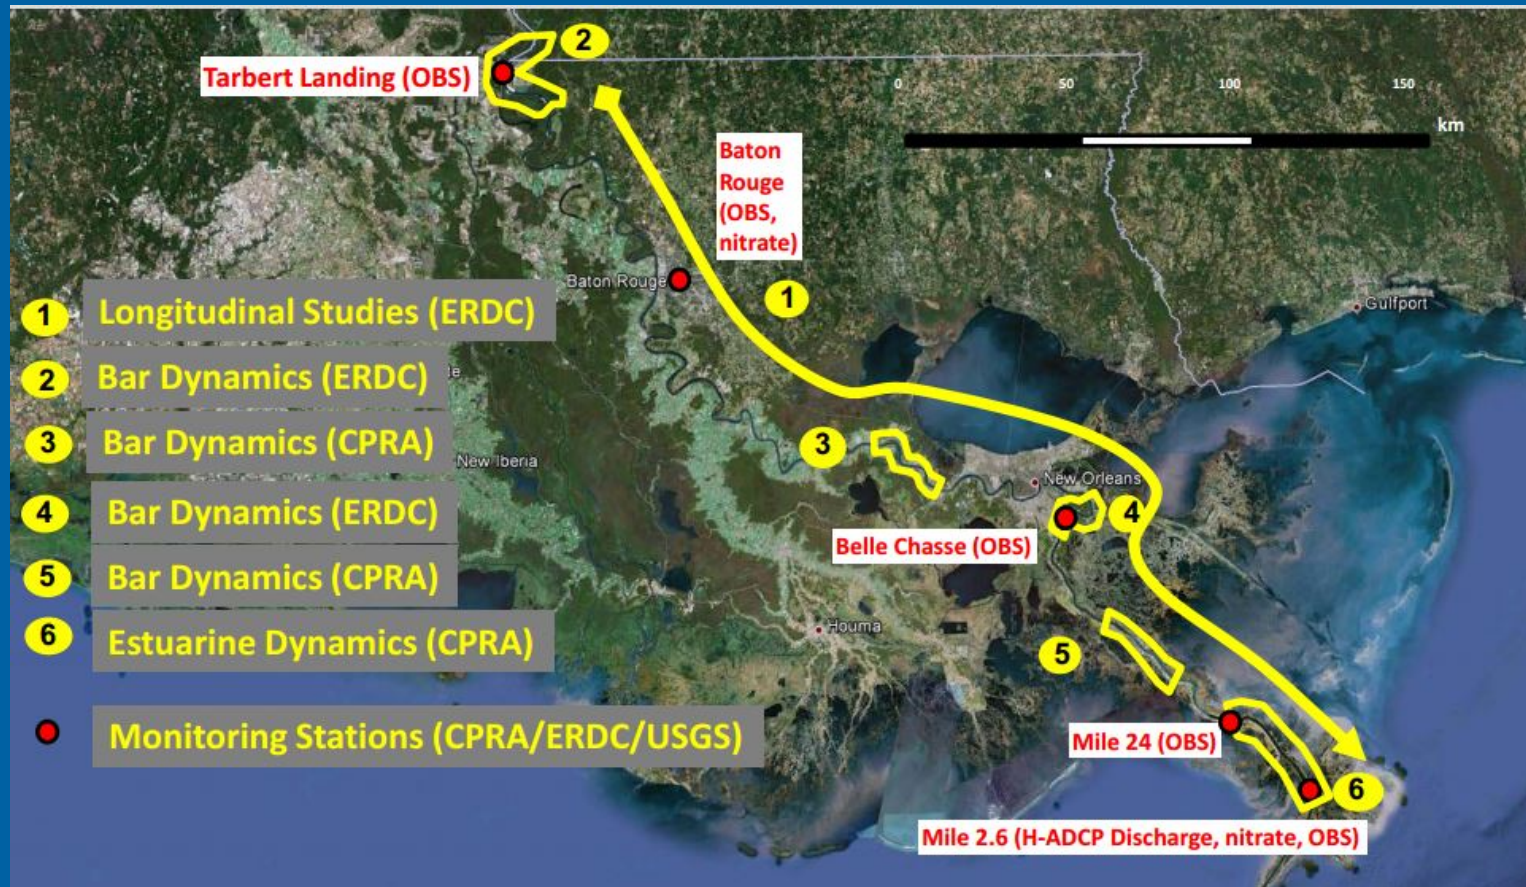 2
Tarbert Landing (OBS)
0 50 100 150
km
Baton
Rouge
(OBS,
nitrate)
Baton Rouge
1
Gulfport
1 Longitudinal Studies (ERDC)
2 Bar Dynamics (ERDC)
te
3 Bar Dynamics (CPRA)
New Iberia
3
New Orleans
4 Bar Dynamics (ERDC)
4
Belle Chasse (OBS)
5 Bar Dynamics (CPRA)
6 Estuarine Dynamics (CPRA)
Houma
5
Monitoring Stations (CPRA/ERDC/USGS)
Mile 24 (OBS)
6
Mile 2.6 (H-ADCP Discharge, nitrate, OBS)